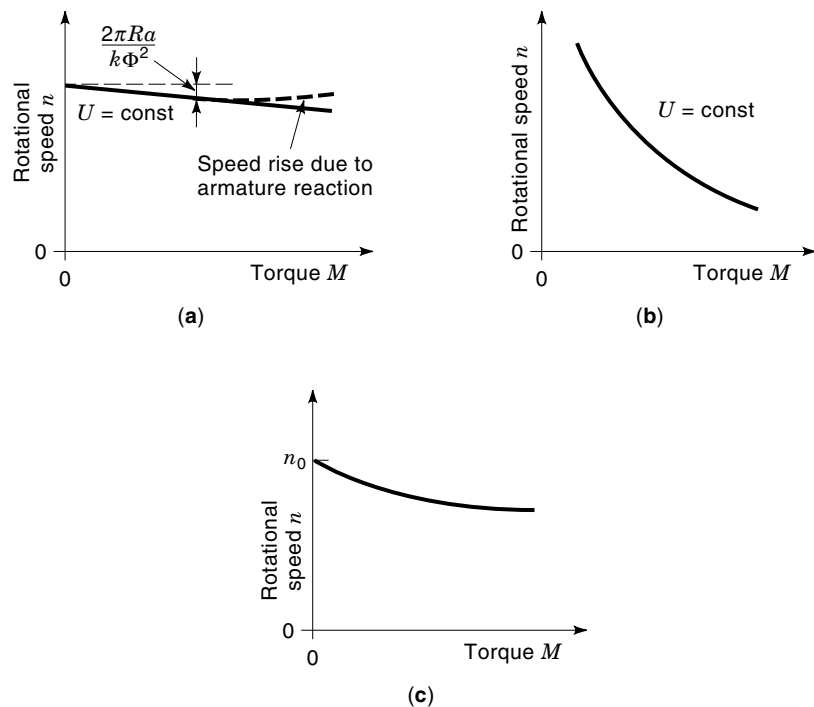 2πRa
kΦ²
U = const
Speed rise due to
armature reaction
Rotational
speed n
0
0
Torque M
(a)
U = const
Rotational speed n
0
0
Torque M
(b)
n₀
Rotational
speed n
0
0
Torque M
(c)